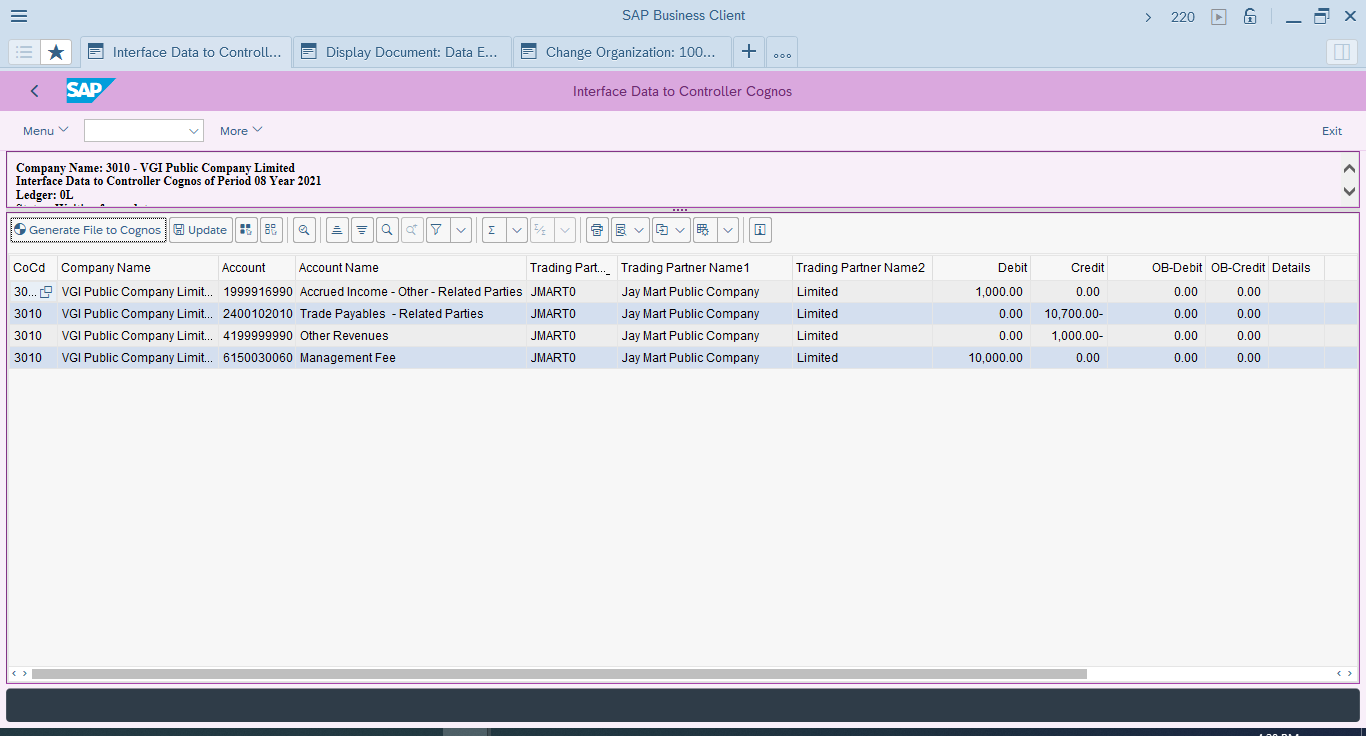 SAP Business Client
220
Interface Data to Controll...
Display Document: Data E...
Change Organization: 100...
SAP
Interface Data to Controller Cognos
Menu
More
Exit
Company Name: 3010 - VGI Public Company Limited
Interface Data to Controller Cognos of Period 08 Year 2021
Ledger: 0L
Generate File to Cognos
Update
CoCd Company Name Account Account Name Trading Part... Trading Partner Name1 Trading Partner Name2 Debit Credit OB-Debit OB-Credit Details
30... VGI Public Company Limit... 1999916990 Accrued Income - Other - Related Parties JMART0 Jay Mart Public Company Limited 1,000.00 0.00 0.00 0.00
3010 VGI Public Company Limit... 2400102010 Trade Payables - Related Parties JMART0 Jay Mart Public Company Limited 0.00 10,700.00- 0.00 0.00
3010 VGI Public Company Limit... 4199999990 Other Revenues JMART0 Jay Mart Public Company Limited 0.00 1,000.00- 0.00 0.00
3010 VGI Public Company Limit... 6150030060 Management Fee JMART0 Jay Mart Public Company Limited 10,000.00 0.00 0.00 0.00